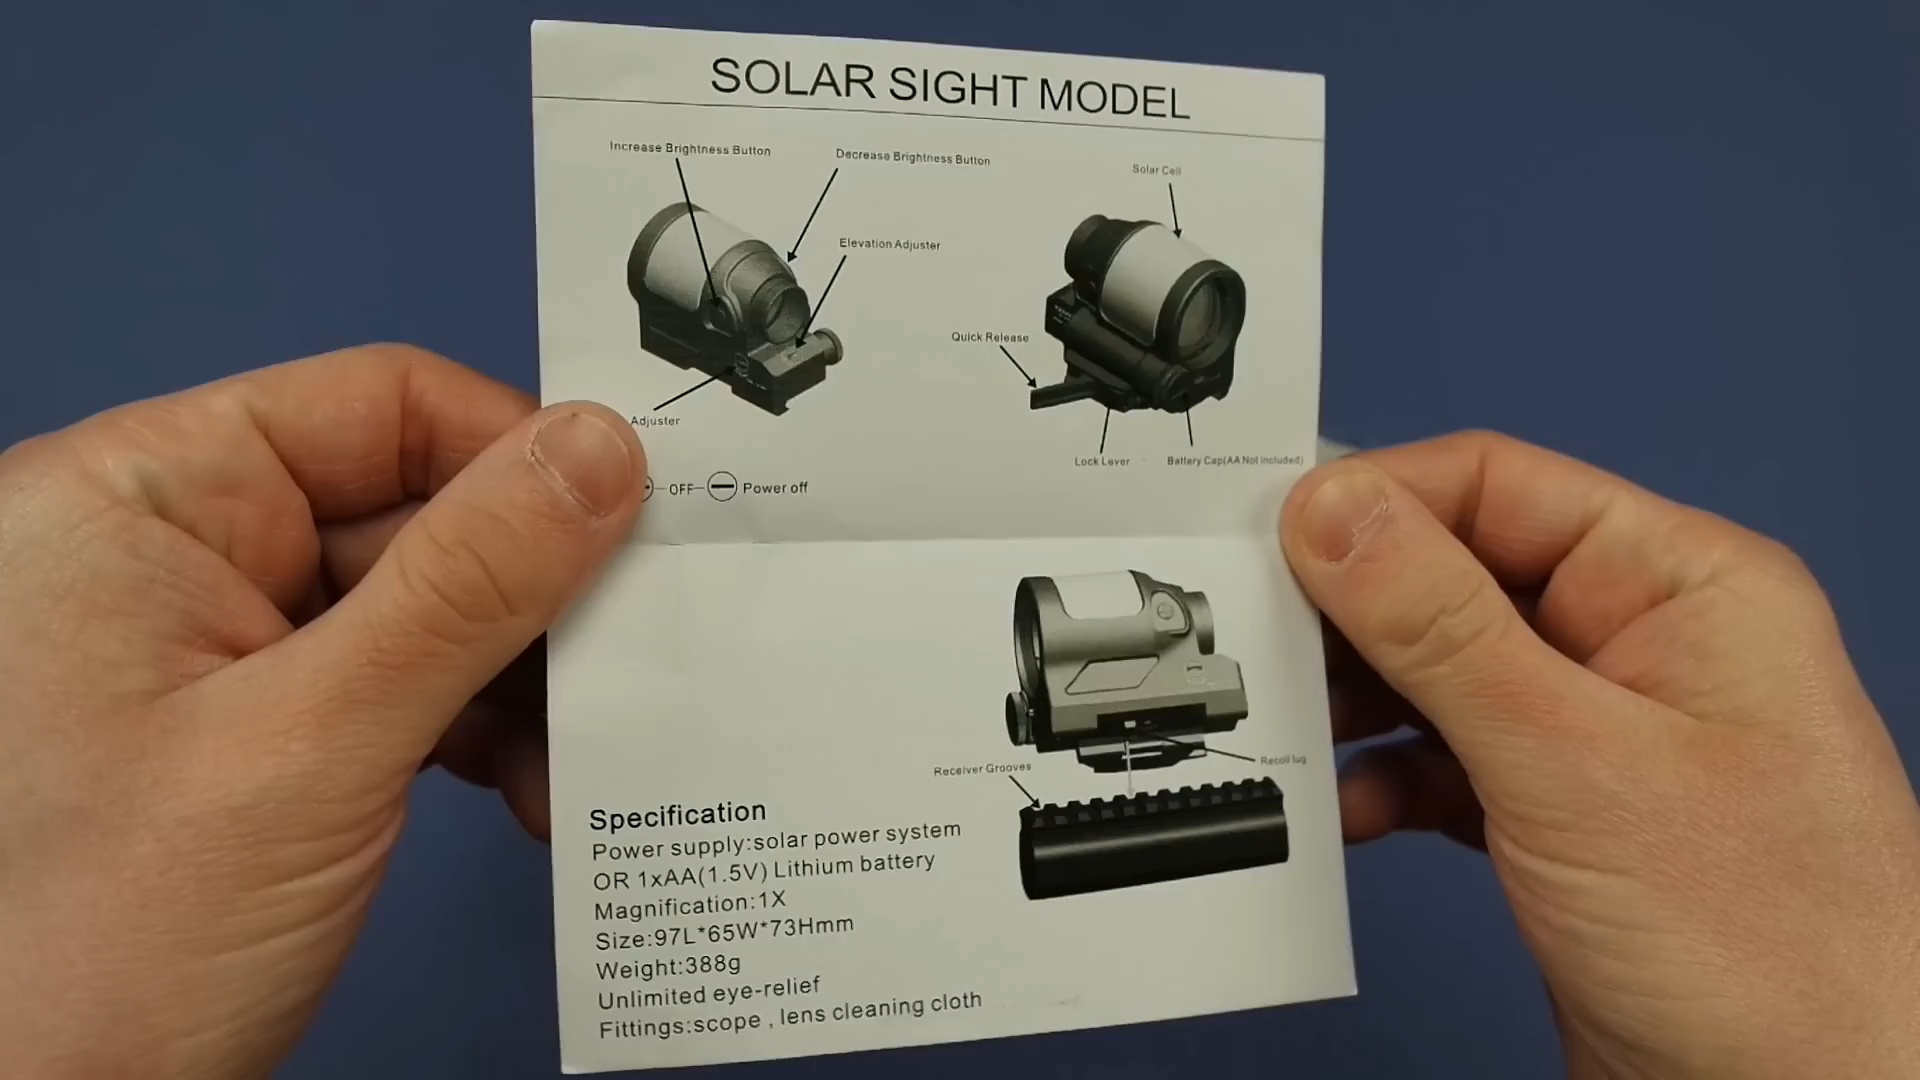 SOLAR SIGHT MODEL
Increase Brightness Button
Decrease Brightness Button
Solar Cell
Elevation Adjuster
Quick Release
Adjuster
Lock Lever
Battery Cap(AA Not included)
OFF
Power off
Receiver Grooves
Recoil lug
Specification
Power supply:solar power system
OR 1xAA(1.5V) Lithium battery
Magnification:1X
Size:97L*65W*73Hmm
Weight:388g
Unlimited eye-relief
Fittings:scope , lens cleaning cloth